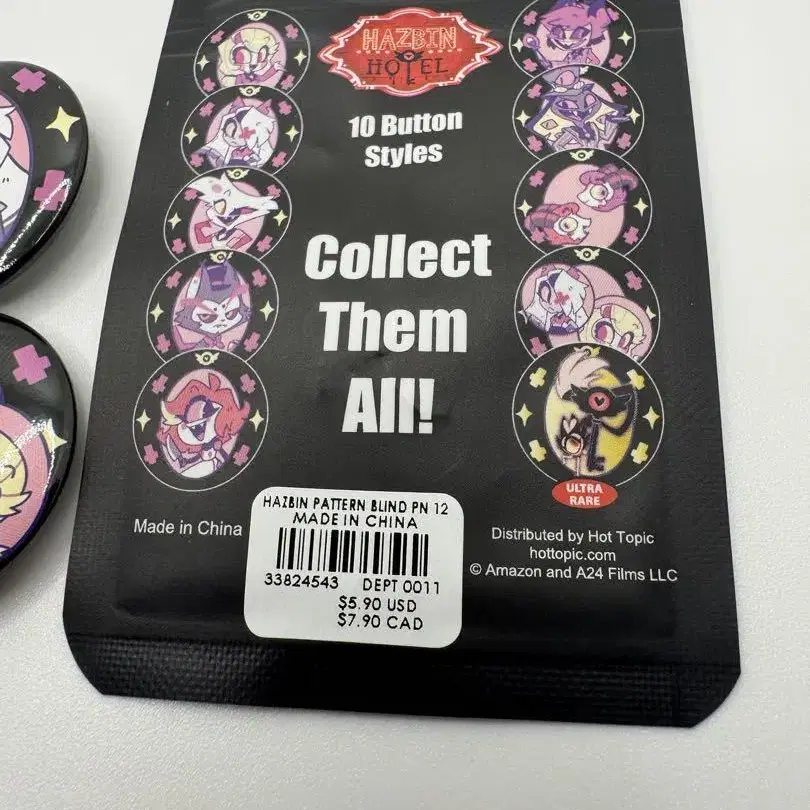 HAZBIN
HOTEL
10 Button
Styles
Collect
Them
All!
ULTRA
RARE
Made in China
HAZBIN PATTERN BLIND PN 12
MADE IN CHINA
33824543 DEPT 0011
$5.90 USD
$7.90 CAD
Distributed by Hot Topic
hottopic.com
© Amazon and A24 Films LLC